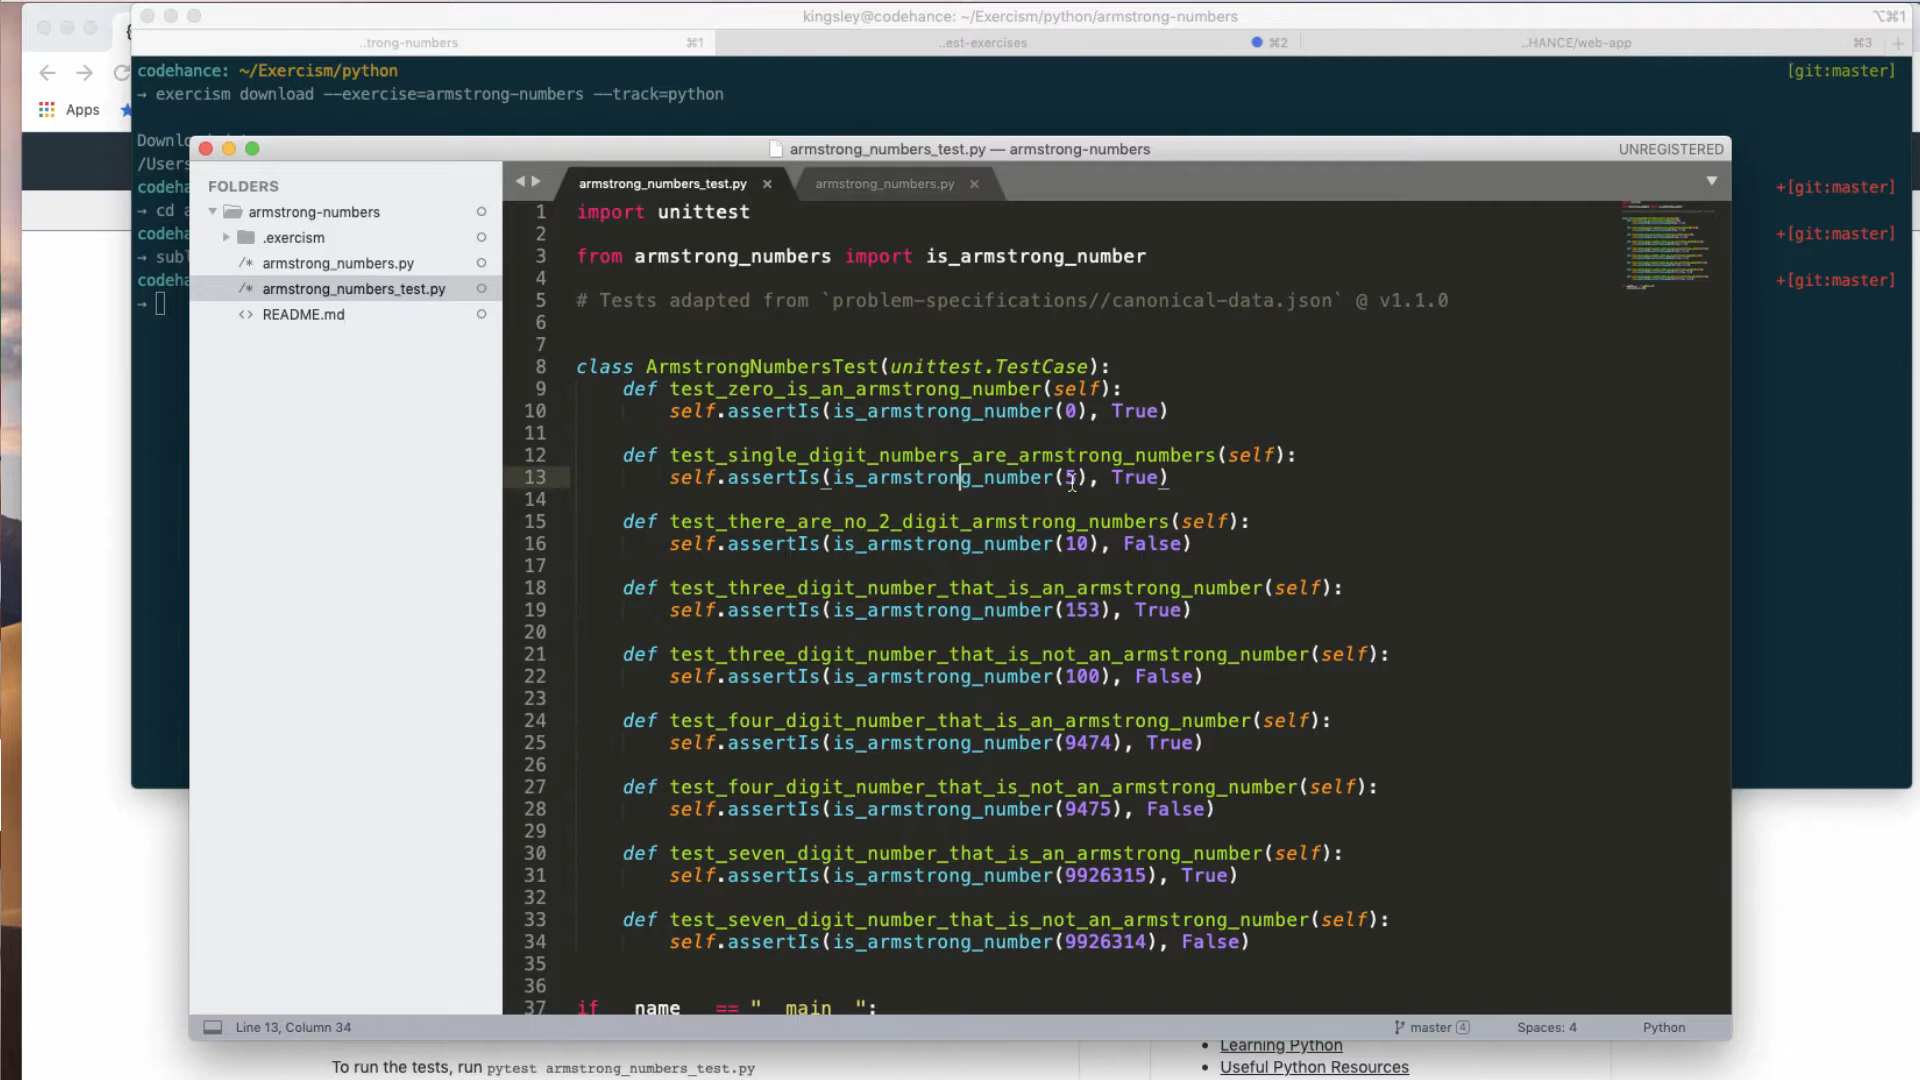 kingsley@codehance: ~/Exercism/python/armstrong-numbers
⌥⌘1
..trong-numbers ⌘1
..est-exercises ⌘2
..HANCE/web-app ⌘3
codehance: ~/Exercism/python
[git:master]
→ exercism download --exercise=armstrong-numbers --track=python
Apps
/Users
+[git:master]
→ cd
+[git:master]
→ subl
+[git:master]
→
armstrong_numbers_test.py — armstrong-numbers
UNREGISTERED
FOLDERS
armstrong-numbers
.exercism
/* armstrong_numbers.py
/* armstrong_numbers_test.py
<> README.md
armstrong_numbers_test.py
armstrong_numbers.py
1 import unittest
2
3 from armstrong_numbers import is_armstrong_number
4
5 # Tests adapted from `problem-specifications//canonical-data.json` @ v1.1.0
6
7
8 class ArmstrongNumbersTest(unittest.TestCase):
9 def test_zero_is_an_armstrong_number(self):
10 self.assertIs(is_armstrong_number(0), True)
11
12 def test_single_digit_numbers_are_armstrong_numbers(self):
13 self.assertIs(is_armstrong_number(5), True)
14
15 def test_there_are_no_2_digit_armstrong_numbers(self):
16 self.assertIs(is_armstrong_number(10), False)
17
18 def test_three_digit_number_that_is_an_armstrong_number(self):
19 self.assertIs(is_armstrong_number(153), True)
20
21 def test_three_digit_number_that_is_not_an_armstrong_number(self):
22 self.assertIs(is_armstrong_number(100), False)
23
24 def test_four_digit_number_that_is_an_armstrong_number(self):
25 self.assertIs(is_armstrong_number(9474), True)
26
27 def test_four_digit_number_that_is_not_an_armstrong_number(self):
28 self.assertIs(is_armstrong_number(9475), False)
29
30 def test_seven_digit_number_that_is_an_armstrong_number(self):
31 self.assertIs(is_armstrong_number(9926315), True)
32
33 def test_seven_digit_number_that_is_not_an_armstrong_number(self):
34 self.assertIs(is_armstrong_number(9926314), False)
35
36
37 if __name__ == "__main__":
Line 13, Column 34
master 4
Spaces: 4
Python
To run the tests, run pytest armstrong_numbers_test.py
• Learning Python
• Useful Python Resources